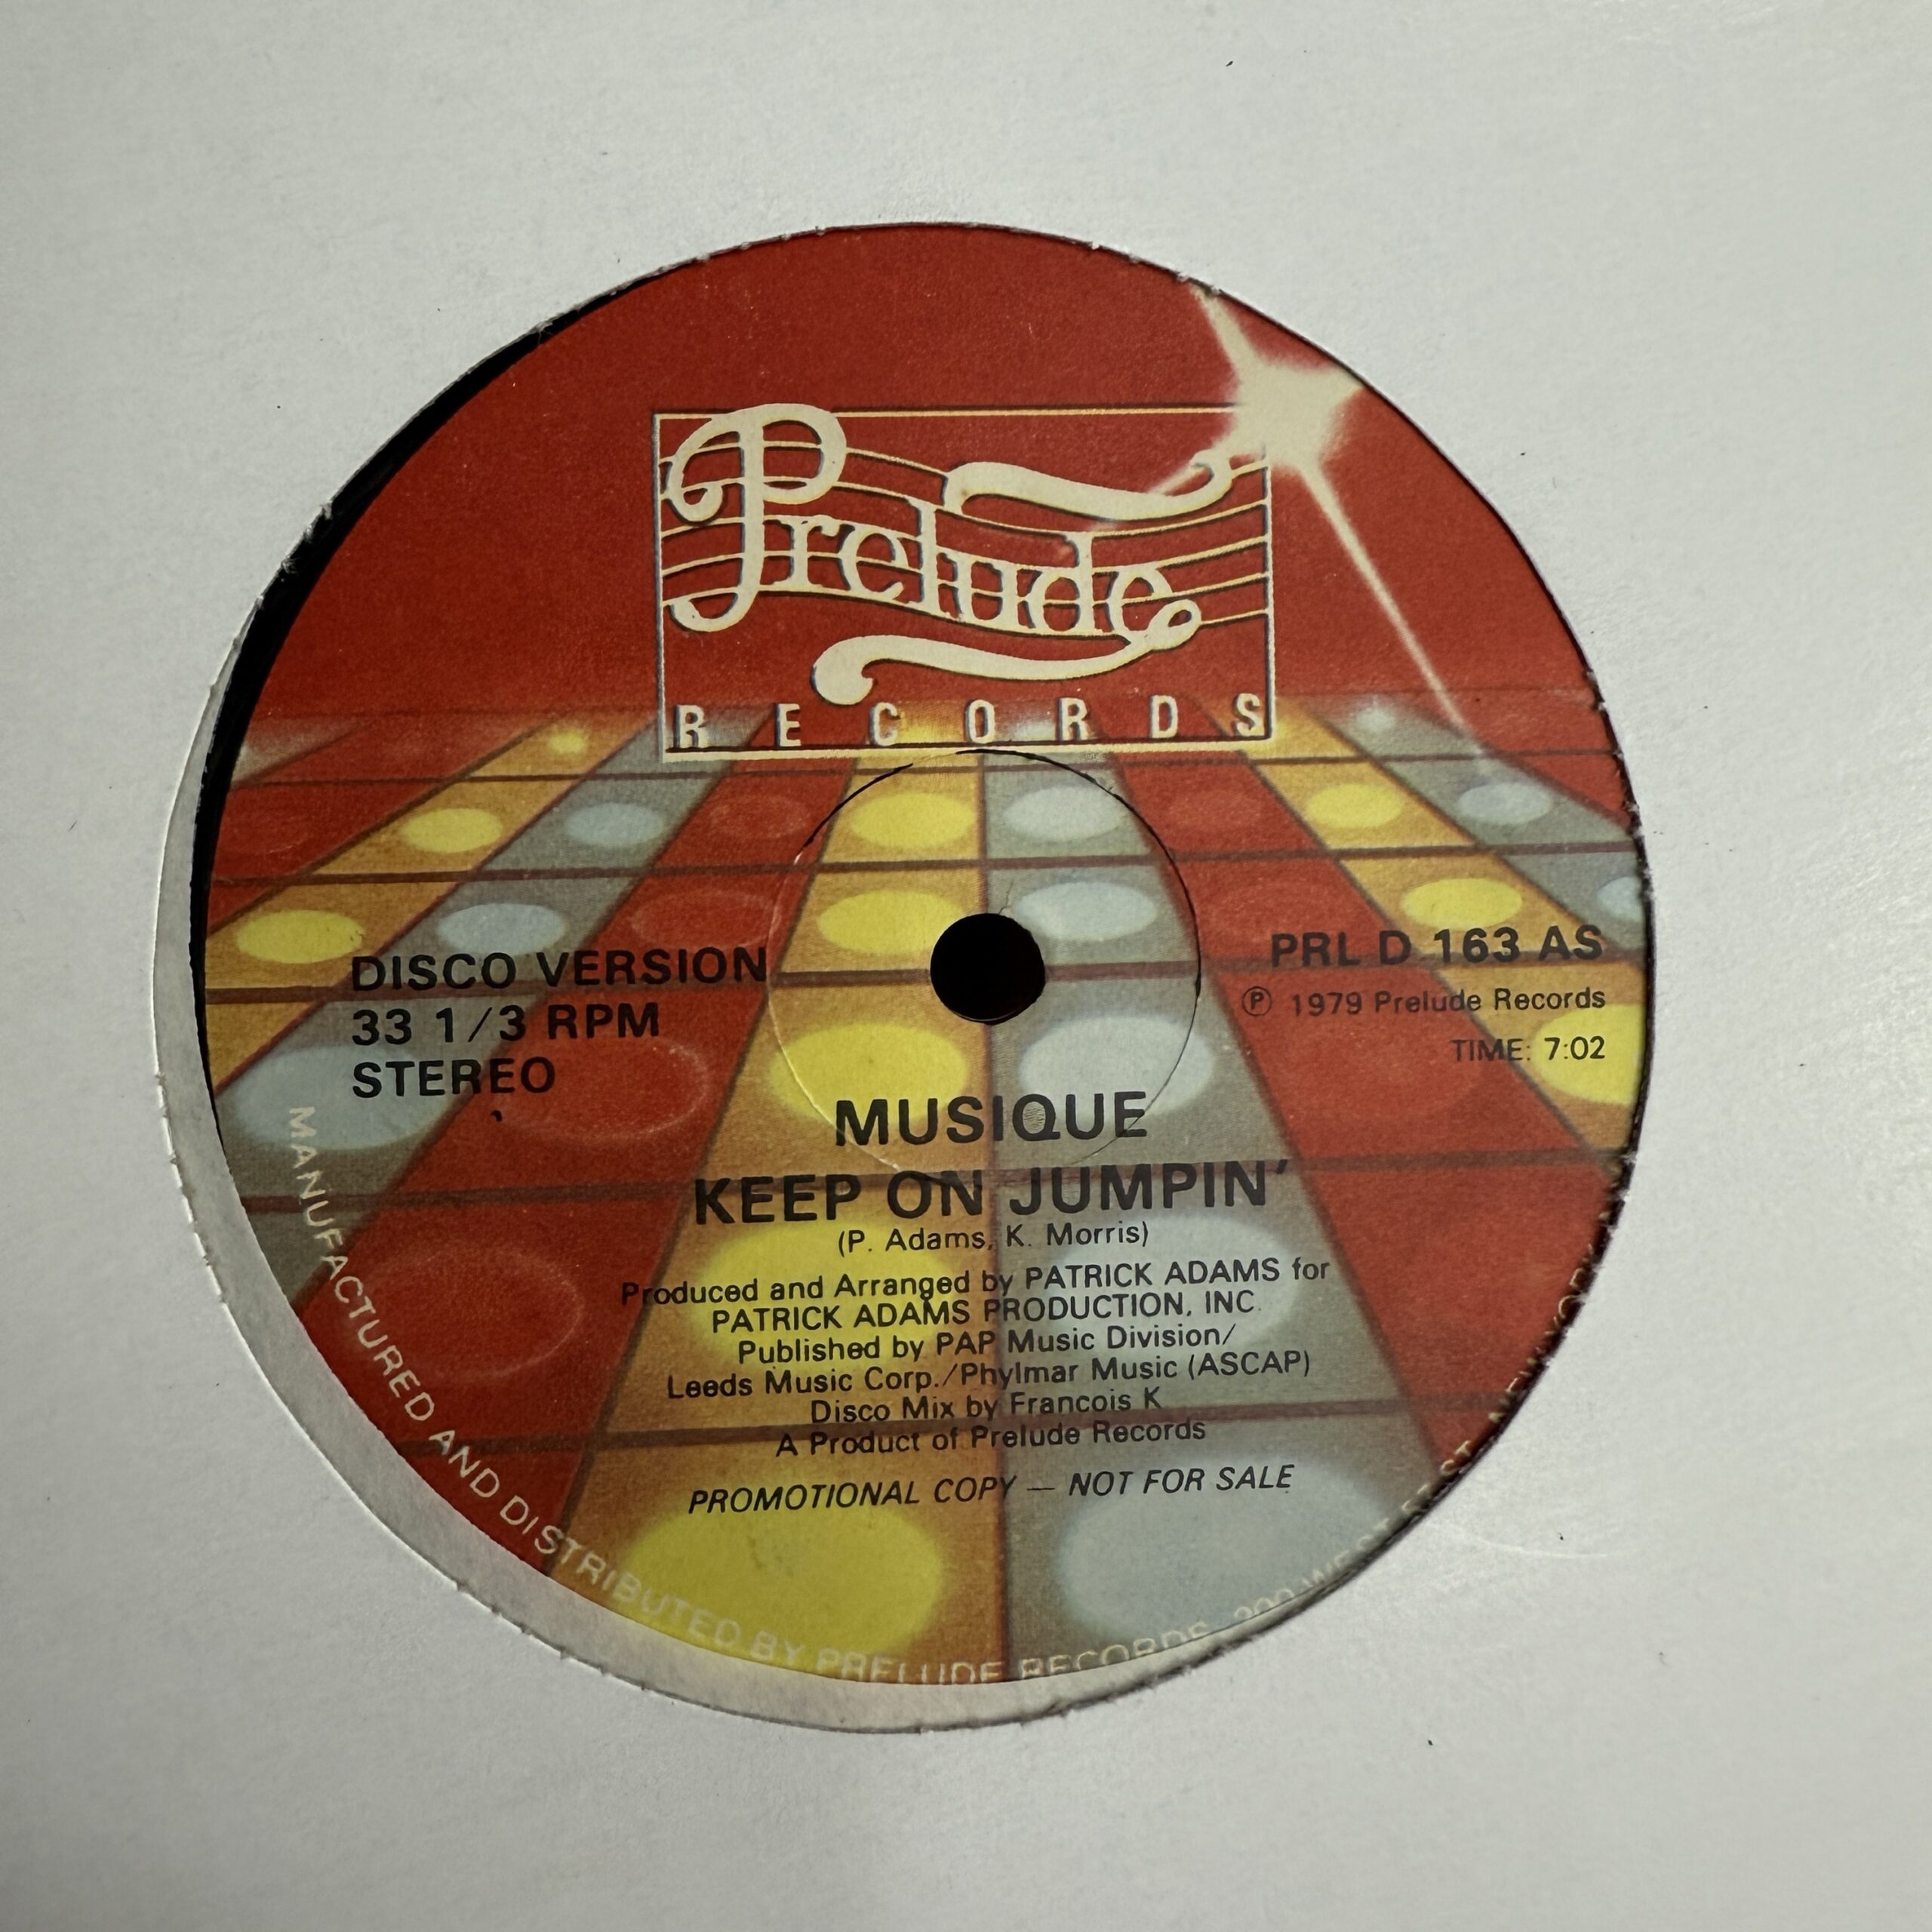 Prelude
RECORDS
DISCO VERSION
33 1/3 RPM
STEREO
PRL D 163 AS
Ⓟ 1979 Prelude Records
TIME: 7:02
MUSIQUE
KEEP ON JUMPIN'
(P. Adams, K. Morris)
Produced and Arranged by PATRICK ADAMS for
PATRICK ADAMS PRODUCTION, INC.
Published by PAP Music Division/
Leeds Music Corp./Phylmar Music (ASCAP)
Disco Mix by Francois K
A Product of Prelude Records
PROMOTIONAL COPY — NOT FOR SALE
MANUFACTURED AND DISTRIBUTED BY PRELUDE RECORDS, 200 WEST